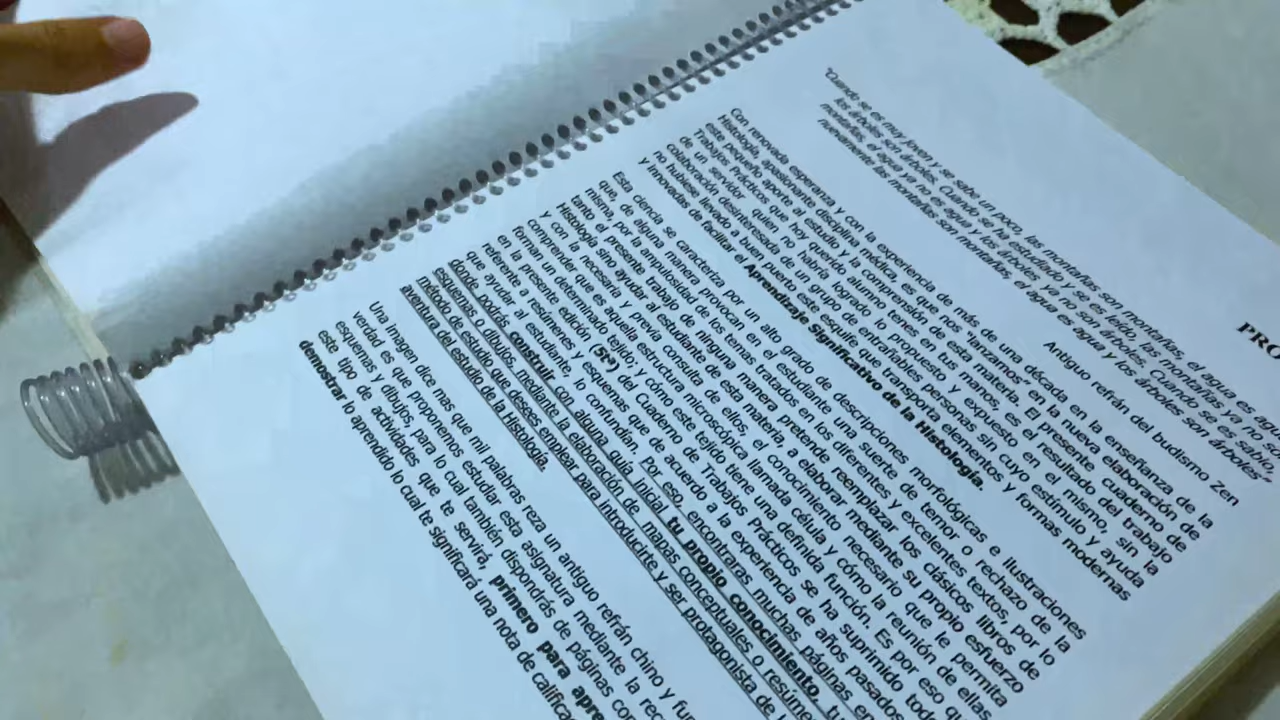 PRO
"Cuando se es muy joven y se sabe un poco, las montañas son montañas, el agua es agua y
los árboles son árboles. Cuando se ha estudiado y se es leído, las montañas ya no son
montañas, el agua ya no es agua y los árboles ya no son árboles. Cuando se es sabio,
nuevamente las montañas son montañas, el agua es agua y los árboles son árboles"
Antiguo refrán del budismo Zen
Con renovada esperanza y con la experiencia de más de una década en la enseñanza de la
Histología, apasionante disciplina médica, es que nos "lanzamos" en la nueva elaboración de
este pequeño aporte al estudio y la comprensión de esta materia. El presente cuaderno de
Trabajos Prácticos que hoy querido alumno tenes en tus manos, es el resultado del trabajo
de un "servidor" quien no habría logrado lo propuesto y expuesto en el mismo, sin la
colaboración desinteresada de un grupo de entrañables personas sin cuyo estímulo y ayuda
no hubiese llevado a buen puerto este esquife, que transporta elementos y formas modernas
y innovadas de facilitar el Aprendizaje Significativo de la Histología.
Esta ciencia se caracteriza por un alto grado de descripciones morfológicas e ilustraciones
que, de alguna manera provocan en el estudiante una suerte de temor o rechazo de la
misma, por la ampulosidad de los temas tratados en los diferentes y excelentes textos, por lo
tanto el presente trabajo de ninguna manera pretende reemplazar los clásicos libros de
Histología sino ayudar al estudiante de esta materia, a elaborar mediante su propio esfuerzo
y con la necesaria y previa consulta de ellos, el conocimiento necesario que le permita
comprender que es aquella estructura microscópica llamada célula y cómo la reunión de ellas
forman un determinado tejido, y cómo este tejido tiene una definida función. Es por eso que
en la presente edición (5ta) del Cuaderno de Trabajos Prácticos se ha suprimido todo
referente a resúmenes y esquemas que de acuerdo a la experiencia de años pasados
que ayudar al estudiante, lo confundían. Por eso, encontraras muchas páginas en
donde podrás construir con alguna guía inicial tu propio conocimiento, tu
esquemas o dibujos, mediante la elaboración de mapas conceptuales o resúme
método de estudio que desees emplear para introducirte y ser protagonista de l
aventura del estudio de la Histología.
Una imagen dice mas que mil palabras reza un antiguo refrán chino y fun
verdad es que proponemos estudiar esta asignatura mediante la rec
esquemas y dibujos, para lo cual también dispondrás de páginas con
este tipo de actividades que te servirá, primero para apre
demostrar lo aprendido lo cual te significará una nota de califica